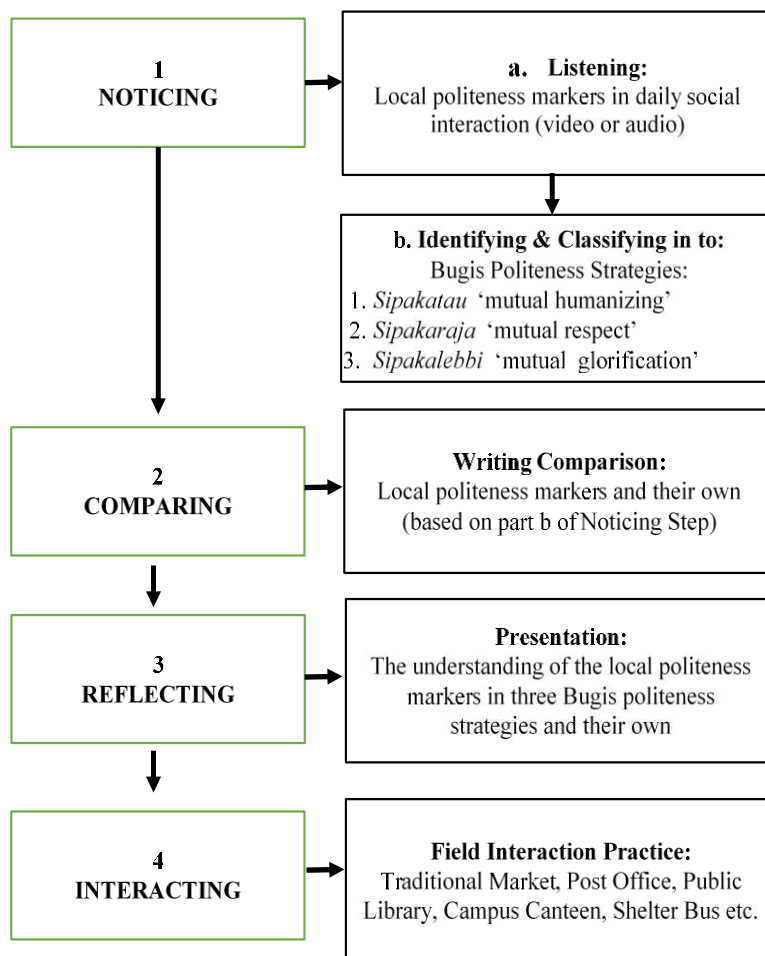 1
NOTICING
a. Listening:
Local politeness markers in daily social
interaction (video or audio)
b. Identifying & Classifying in to:
Bugis Politeness Strategies:
1. Sipakatau ‘mutual humanizing’
2. Sipakaraja ‘mutual respect’
3. Sipakalebbi ‘mutual glorification’
2
COMPARING
Writing Comparison:
Local politeness markers and their own
(based on part b of Noticing Step)
3
REFLECTING
Presentation:
The understanding of the local politeness
markers in three Bugis politeness
strategies and their own
4
INTERACTING
Field Interaction Practice:
Traditional Market, Post Office, Public
Library, Campus Canteen, Shelter Bus etc.